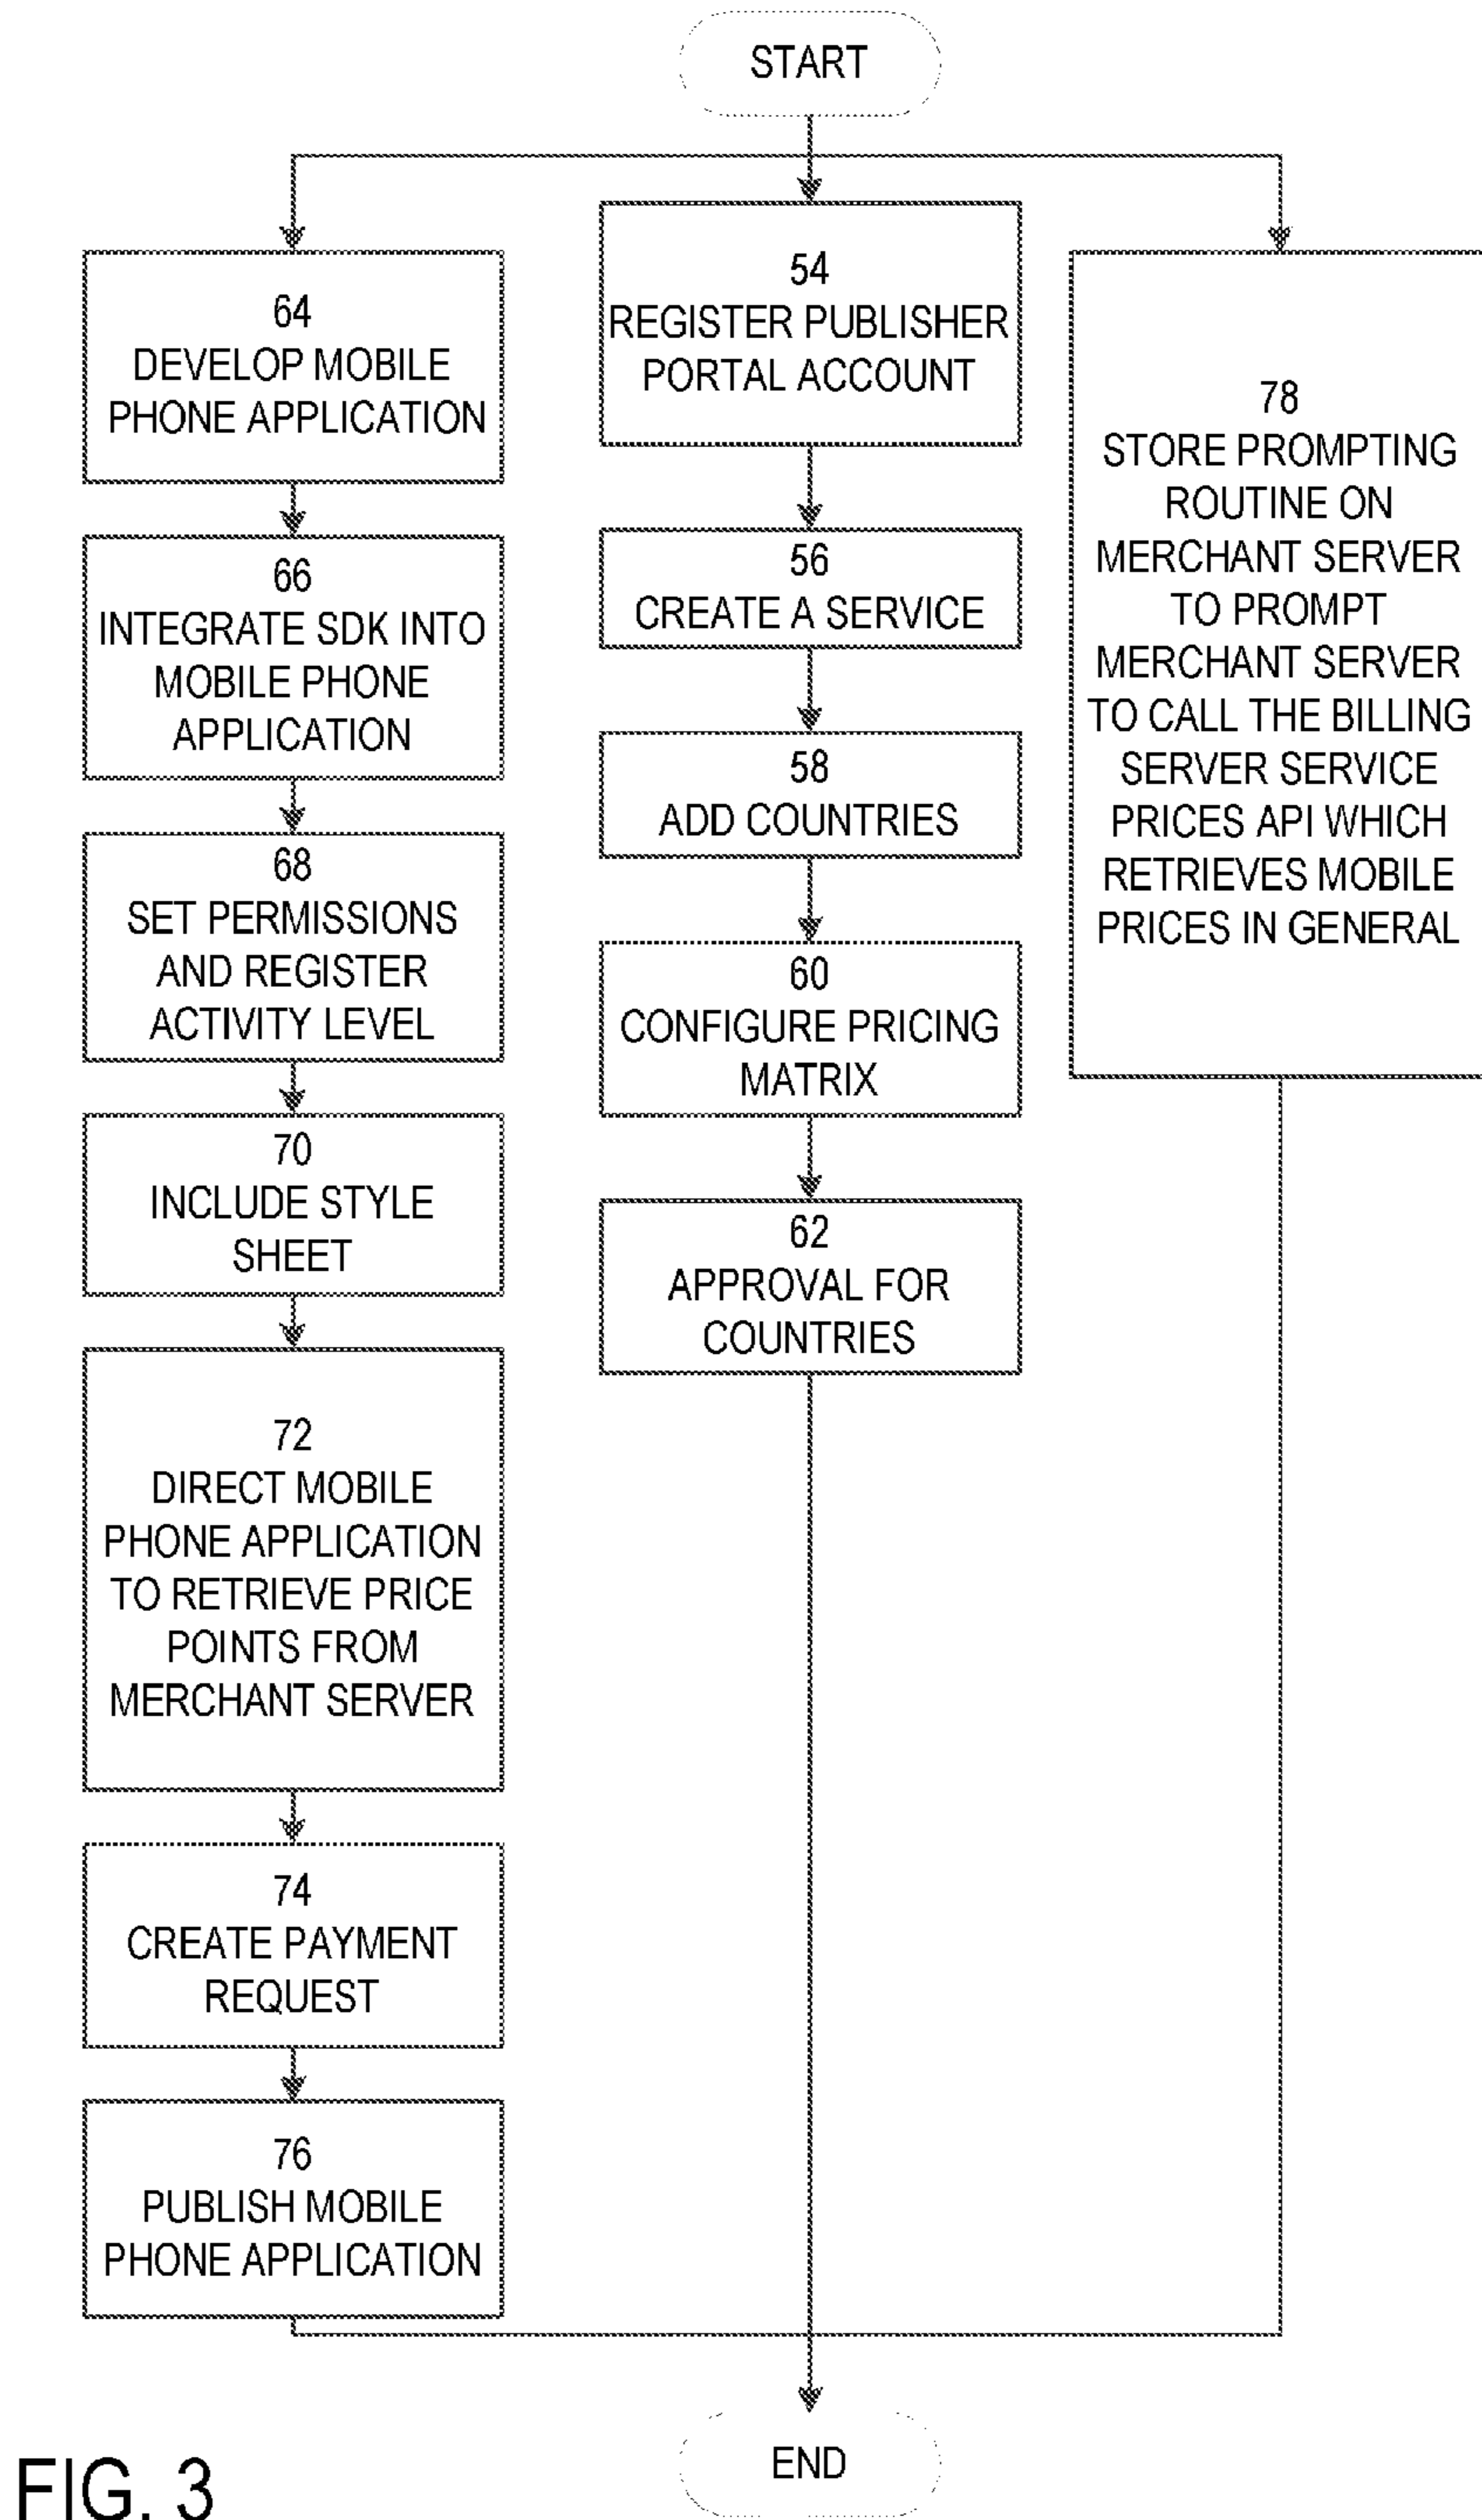 START
64
DEVELOP MOBILE
PHONE APPLICATION
66
INTEGRATE SDK INTO
MOBILE PHONE
APPLICATION
68
SET PERMISSIONS
AND REGISTER
ACTIVITY LEVEL
70
INCLUDE STYLE
SHEET
72
DIRECT MOBILE
PHONE APPLICATION
TO RETRIEVE PRICE
POINTS FROM
MERCHANT SERVER
74
CREATE PAYMENT
REQUEST
76
PUBLISH MOBILE
PHONE APPLICATION
54
REGISTER PUBLISHER
PORTAL ACCOUNT
56
CREATE A SERVICE
58
ADD COUNTRIES
60
CONFIGURE PRICING
MATRIX
62
APPROVAL FOR
COUNTRIES
78
STORE PROMPTING
ROUTINE ON
MERCHANT SERVER
TO PROMPT
MERCHANT SERVER
TO CALL THE BILLING
SERVER SERVICE
PRICES API WHICH
RETRIEVES MOBILE
PRICES IN GENERAL
END
FIG. 3